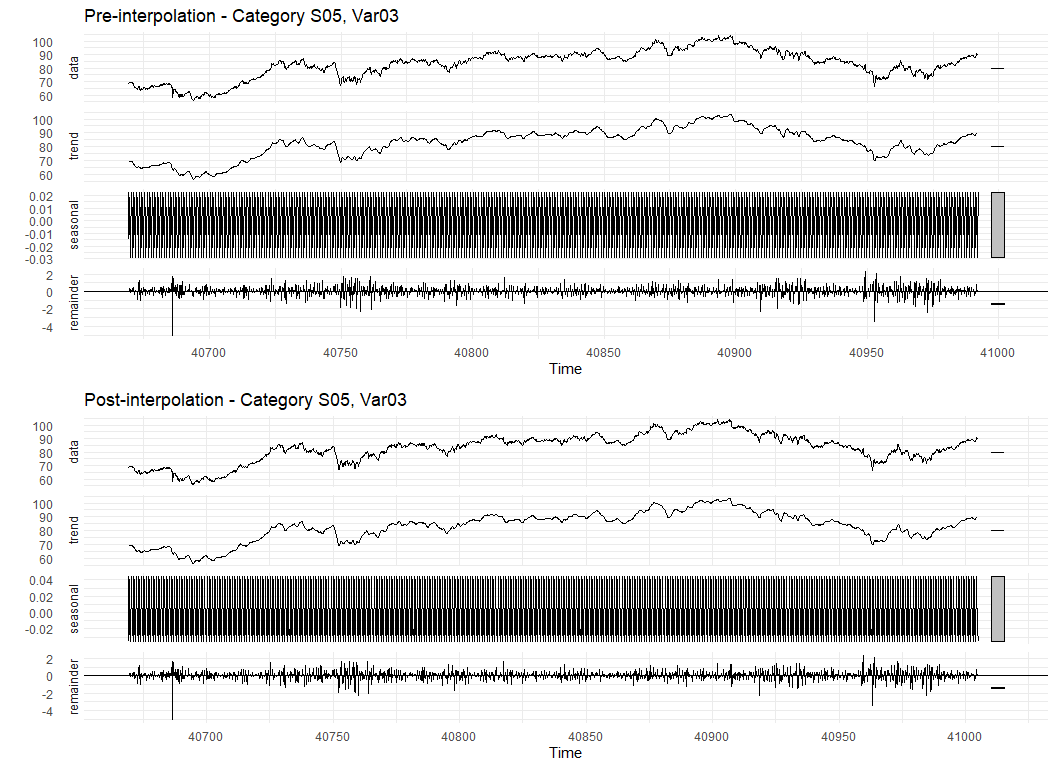 Pre-interpolation - Category S05, Var03
100
90
80
70
60
data
100
90
80
70
60
trend
0.02
0.01
0.00
-0.01
-0.02
-0.03
seasonal
2
0
-2
-4
remainder
40700 40750 40800 40850 40900 40950 41000
Time
Post-interpolation - Category S05, Var03
100
90
80
70
60
data
100
90
80
70
60
trend
0.04
0.02
0.00
-0.02
seasonal
2
0
-2
-4
remainder
40700 40750 40800 40850 40900 40950 41000
Time